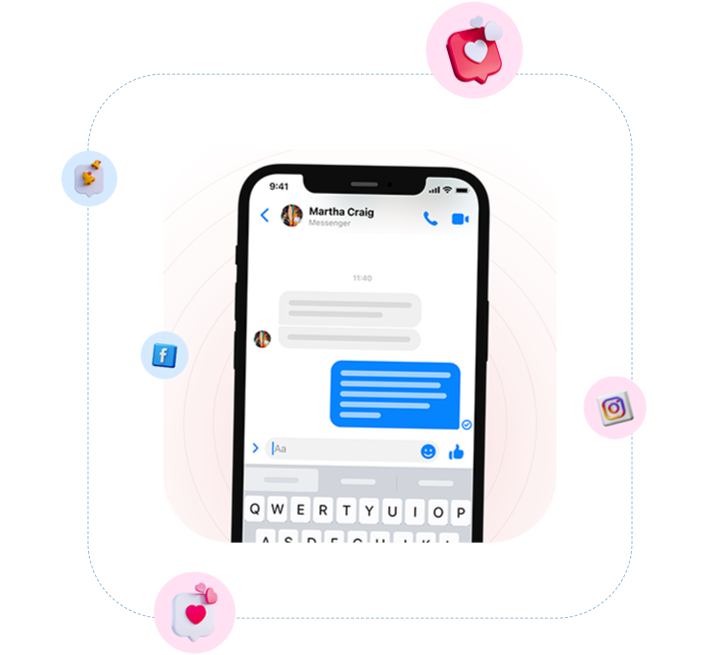 9:41
Martha Craig
Messenger
11:40
Aa
Q W E R T Y U I O P
A S D F G H J K L